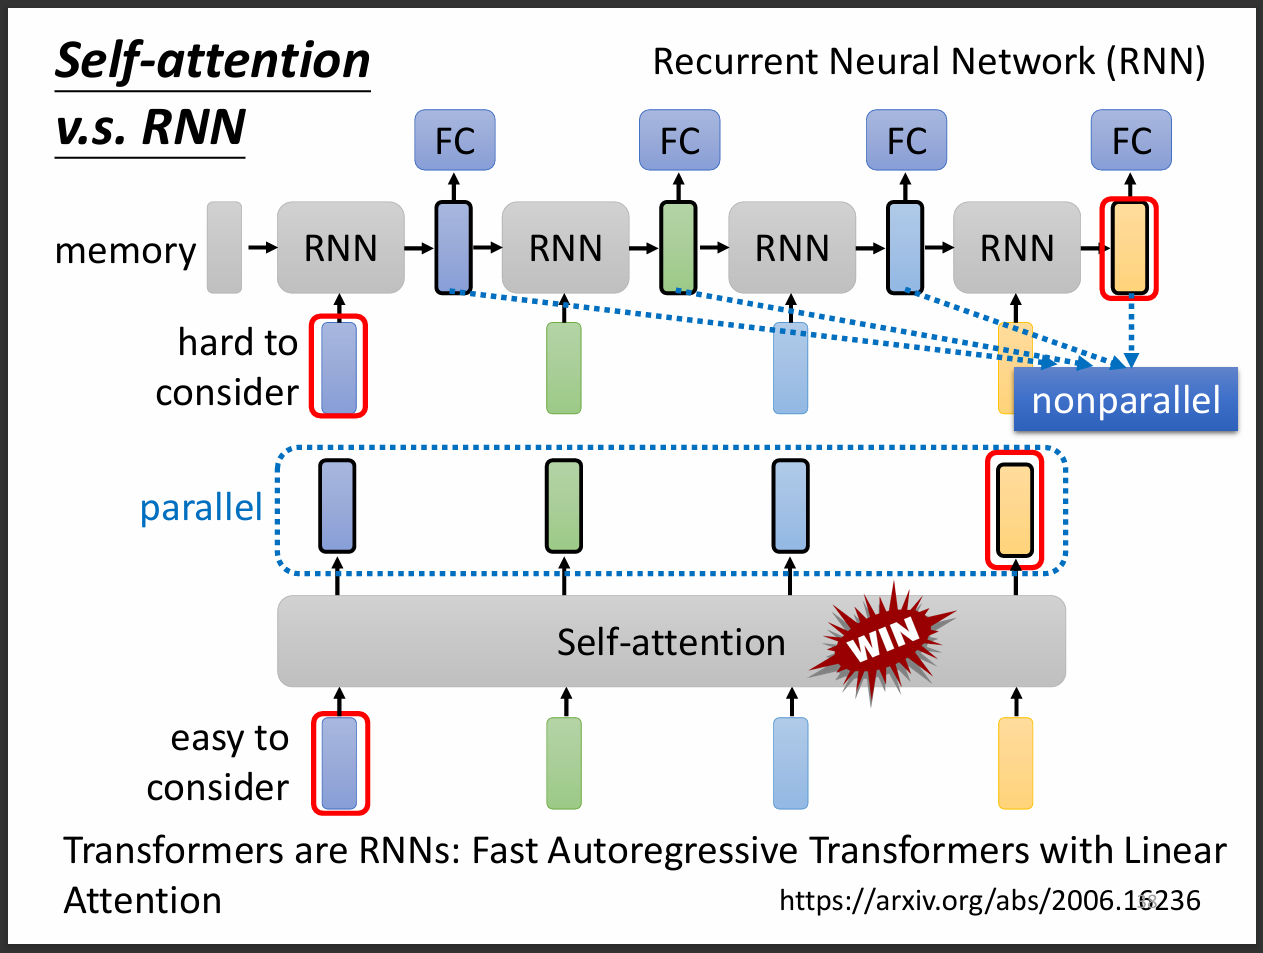 Self-attention
v.s. RNN
Recurrent Neural Network (RNN)
FC FC FC FC
memory RNN RNN RNN RNN
hard to
consider
nonparallel
parallel
Self-attention
WIN
easy to
consider
Transformers are RNNs: Fast Autoregressive Transformers with Linear
Attention
https://arxiv.org/abs/2006.16236
38